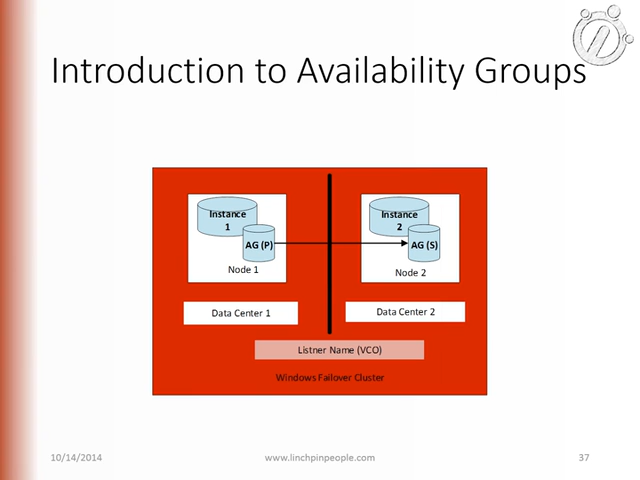 Introduction to Availability Groups
Instance
1
AG (P)
Node 1
Instance
2
AG (S)
Node 2
Data Center 1
Data Center 2
Listner Name (VCO)
Windows Failover Cluster
10/14/2014
www.linchpinpeople.com
37